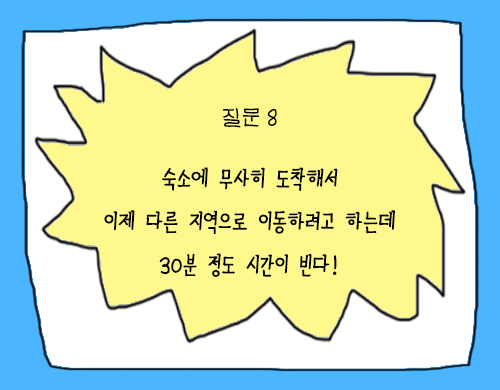 질문 8
숙소에 무사히 도착해서
이제 다른 지역으로 이동하려고 하는데
30분 정도 시간이 빈다!